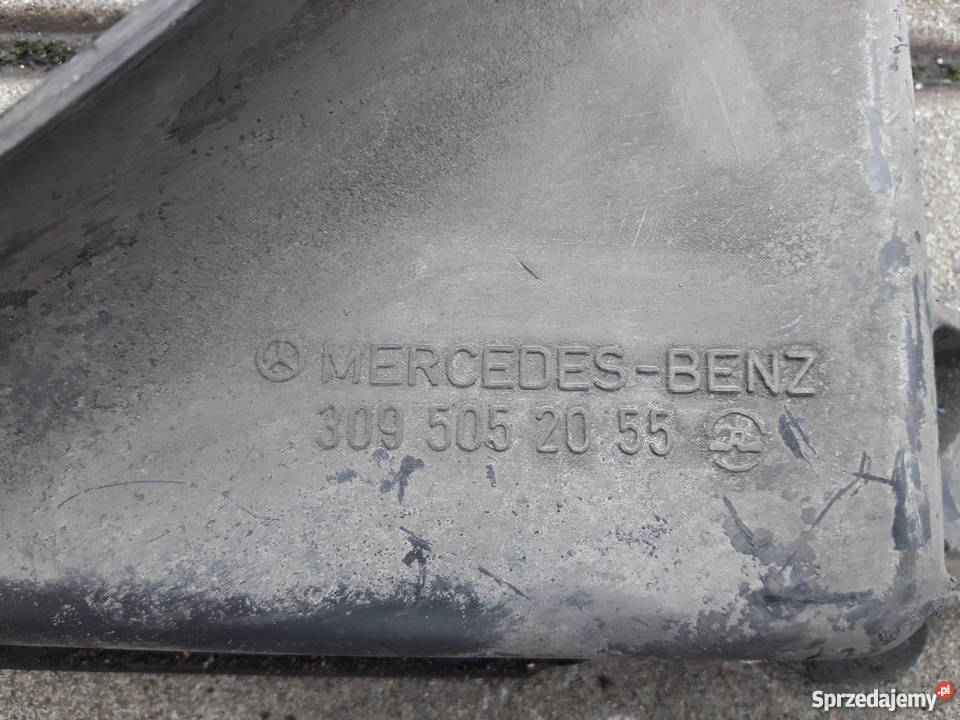 MERCEDES-BENZ
309 505 20 55
Sprzedajemy.pl